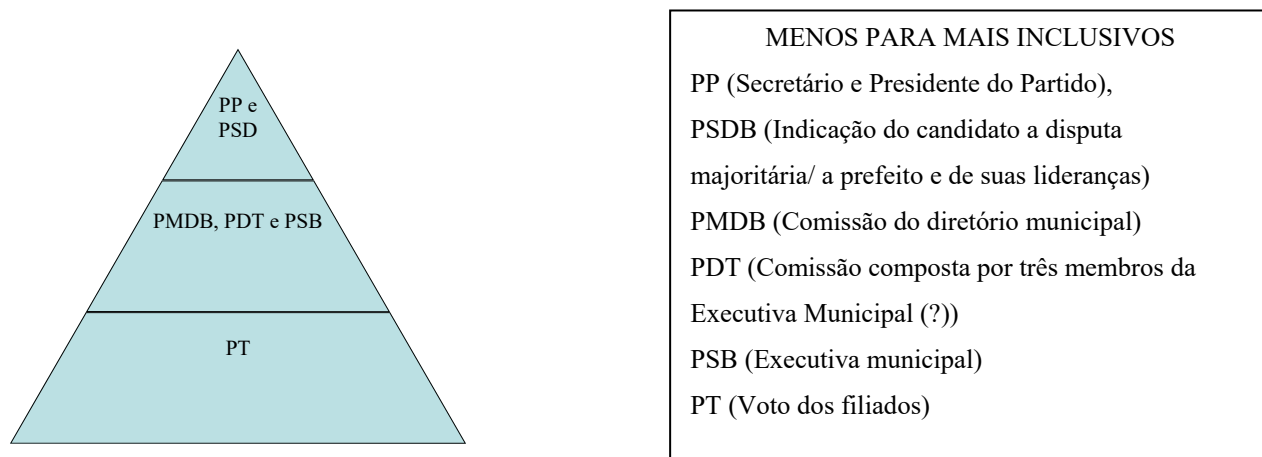 PP e
PSD
PMDB, PDT e PSB
PT
MENOS PARA MAIS INCLUSIVOS
PP (Secretário e Presidente do Partido),
PSDB (Indicação do candidato a disputa
majoritária/ a prefeito e de suas lideranças)
PMDB (Comissão do diretório municipal)
PDT (Comissão composta por três membros da
Executiva Municipal (?))
PSB (Executiva municipal)
PT (Voto dos filiados)